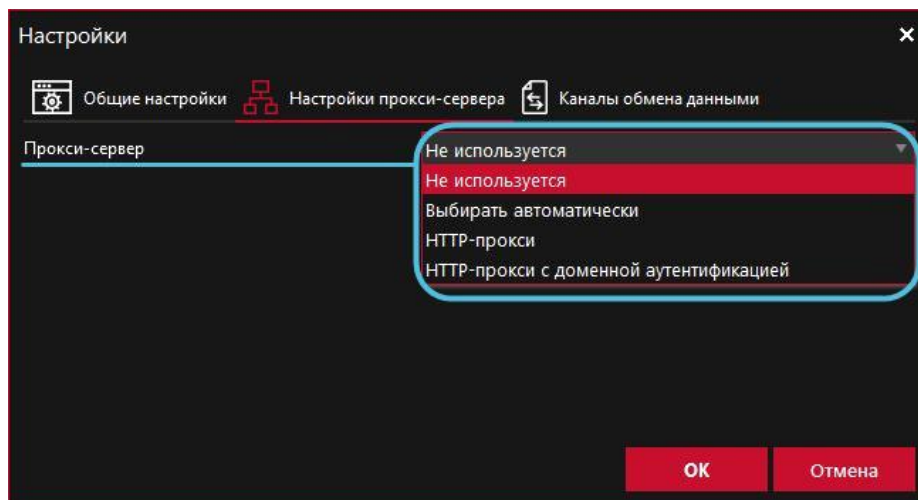 Настройки
Общие настройки Настройки прокси-сервера Каналы обмена данными
Прокси-сервер Не используется
Не используется
Выбирать автоматически
HTTP-прокси
HTTP-прокси с доменной аутентификацией
OK Отмена